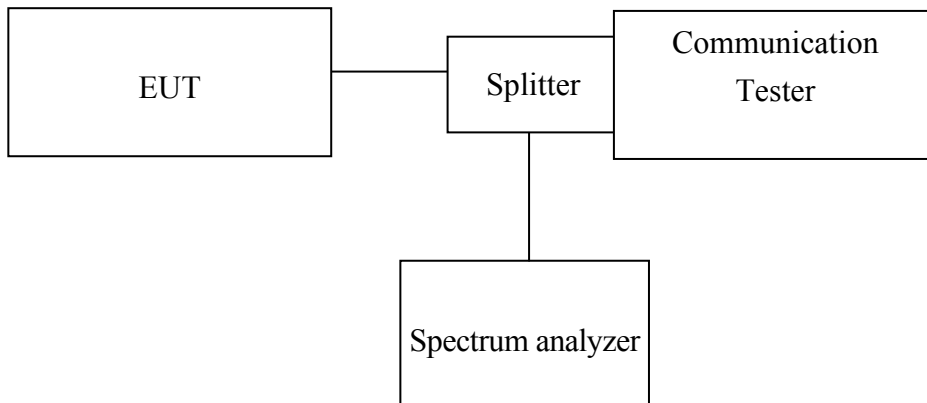 EUT
Splitter
Communication
Tester
Spectrum analyzer